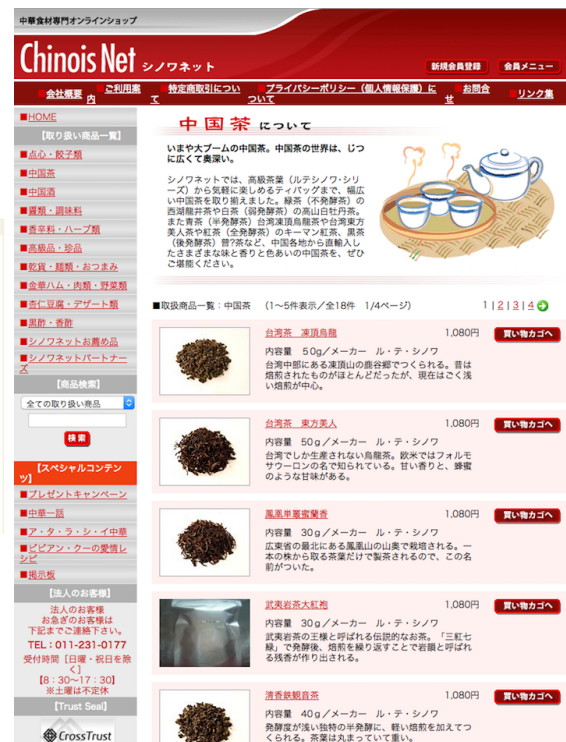 中華食材専門オンラインショップ
Chinois Net シノワネット
新規会員登録
会員メニュー
■会社概要
■ご利用案内
■特定商取引について
■プライバシーポリシー（個人情報保護）について
■お問合せ
■リンク集
■HOME
【取り扱い商品一覧】
■点心・餃子類
■中国茶
■中国酒
■醤類・調味料
■香辛料・ハーブ類
■高級品・珍品
■乾貨・麺類・おつまみ
■金華ハム・肉類・野菜類
■杏仁豆腐・デザート類
■黒酢・香酢
■シノワネットお薦め品
■シノワネットパートナー
ズ
【商品検索】
全ての取り扱い商品
検索
【スペシャルコンテン
ツ】
■プレゼントキャンペーン
■中華一話
■ア・タ・ラ・シ・イ中華
■ビビアン・クーの愛情レ
シピ
■掲示板
【法人のお客様】
法人のお客様
お急ぎのお客様は
下記までご連絡下さい。
TEL：011-231-0177
受付時間［日曜・祝日を除
く］
【8：30〜17：30】
※土曜は不定休
【Trust Seal】
CrossTrust
中国茶 について
いまや大ブームの中国茶。中国茶の世界は、じつ
に広くて奥深い。
シノワネットでは、高級茶葉（ルテシノワ･シリ
ーズ）から気軽に楽しめるティバッグまで、幅広
い中国茶を取り揃えました。緑茶（不発酵茶）の
西湖龍井茶や白茶（弱発酵茶）の高山白牡丹茶。
また青茶（半発酵茶）台湾凍頂烏龍茶や台湾東方
美人茶や紅茶（全発酵茶）のキーマン紅茶、黒茶
（後発酵茶）普?茶など、中国各地から直輸入し
たさまざまな味と香りと色あいの中国茶を、ぜひ
ご堪能ください。
■取扱商品一覧：中国茶 （1〜5件表示／全18件 1/4ページ）
1 | 2 | 3 | 4
台湾茶 凍頂烏龍
1,080円
買い物カゴへ
内容量 50g／メーカー ル・テ・シノワ
台湾中部にある凍頂山の鹿谷郷でつくられる。昔は
焙煎されたものがほとんどだったが、現在はごく浅
い焙煎が中心。
台湾茶 東方美人
1,080円
買い物カゴへ
内容量 50g／メーカー ル・テ・シノワ
台湾でしか生産されない烏龍茶。欧米ではフォルモ
サウーロンの名で知られている。甘い香りと、蜂蜜
のような甘味がある。
鳳凰単叢蜜蘭香
1,080円
買い物カゴへ
内容量 30g／メーカー ル・テ・シノワ
広東省の最北にある鳳凰山の山奥で栽培される。一
本の株から取る茶葉だけで製茶されるので、この名
前がついた。
武夷岩茶大紅袍
1,080円
買い物カゴへ
内容量 30g／メーカー ル・テ・シノワ
武夷岩茶の王様と呼ばれる伝説的なお茶。「三紅七
緑」で発酵後、焙煎を繰り返すことで岩韻と呼ばれ
る残香が作り出される。
清香鉄観音茶
1,080円
買い物カゴへ
内容量 40g／メーカー ル・テ・シノワ
発酵度が浅い独特の半発酵に、軽い焙煎を加えてつ
くられる。茶葉は丸まっていて重い。